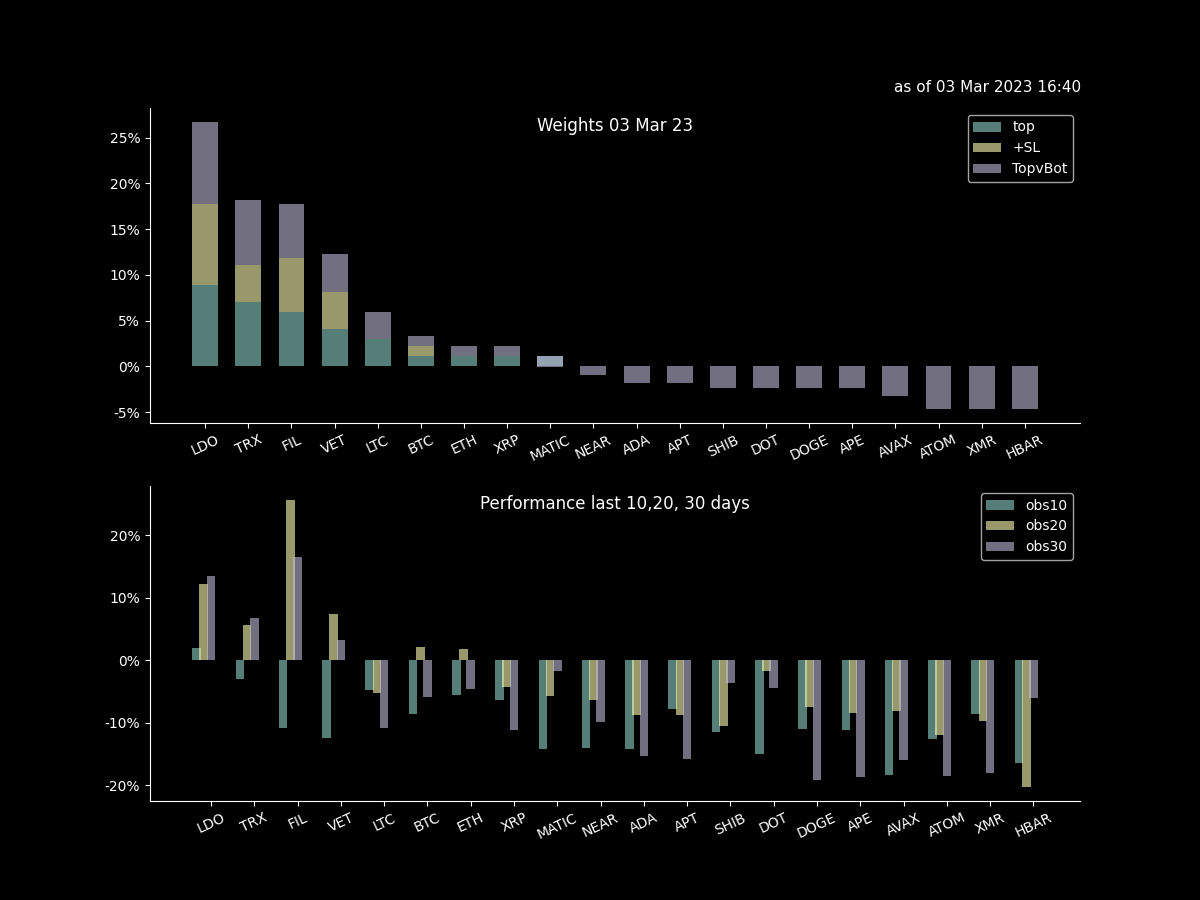 as of 03 Mar 2023 16:40
Weights 03 Mar 23
top
+SL
TopvBot
25%
20%
15%
10%
5%
0%
-5%
LDO TRX FIL VET LTC BTC ETH XRP MATIC NEAR ADA APT SHIB DOT DOGE APE AVAX ATOM XMR HBAR
Performance last 10,20, 30 days
obs10
obs20
obs30
20%
10%
0%
-10%
-20%
LDO TRX FIL VET LTC BTC ETH XRP MATIC NEAR ADA APT SHIB DOT DOGE APE AVAX ATOM XMR HBAR